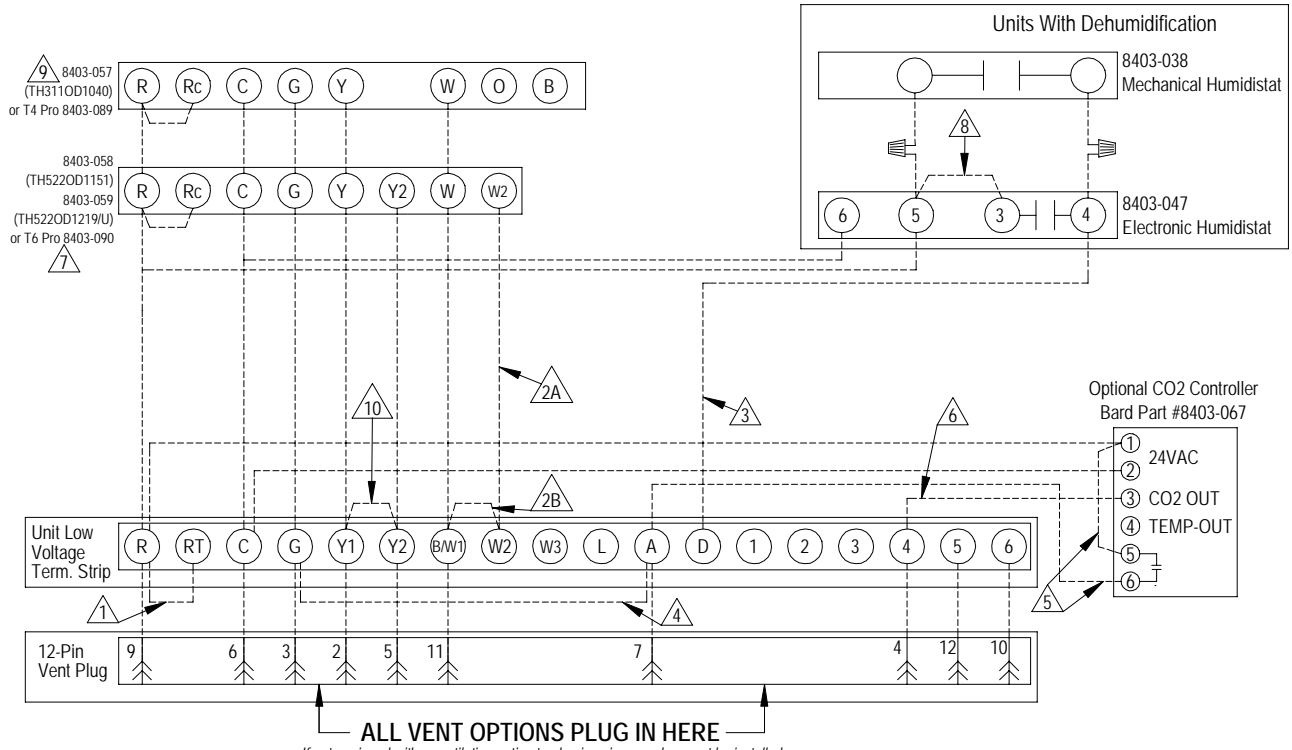 Units With Dehumidification
8403-038
Mechanical Humidistat
8
6 5 3 4
8403-047
Electronic Humidistat
9 8403-057
(TH311OD1040)
or T4 Pro 8403-089
R Rc C G Y W O B
8403-058
(TH522OD1151)
8403-059
(TH522OD1219/U)
or T6 Pro 8403-090
7
R Rc C G Y Y2 W W2
2A
10
3
6
2B
Optional CO2 Controller
Bard Part #8403-067
1
24VAC
2
3 CO2 OUT
4 TEMP-OUT
5
6
5
Unit Low
Voltage
Term. Strip
R RT C G Y1 Y2 B/W1 W2 W3 L A D 1 2 3 4 5 6
1
4
12-Pin
Vent Plug
9 6 3 2 5 11 7 4 12 10
ALL VENT OPTIONS PLUG IN HERE